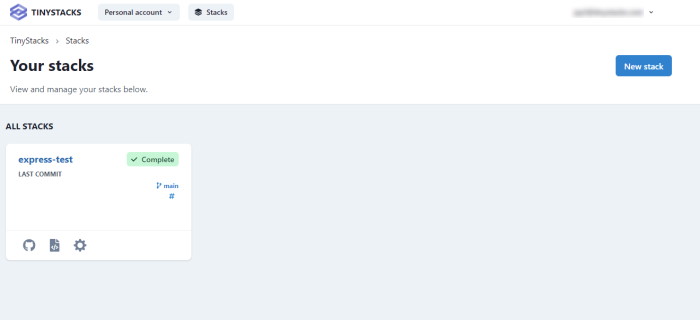 TINYSTACKS Personal account Stacks
TinyStacks > Stacks
Your stacks
New stack
View and manage your stacks below.
ALL STACKS
express-test Complete
LAST COMMIT
main
#